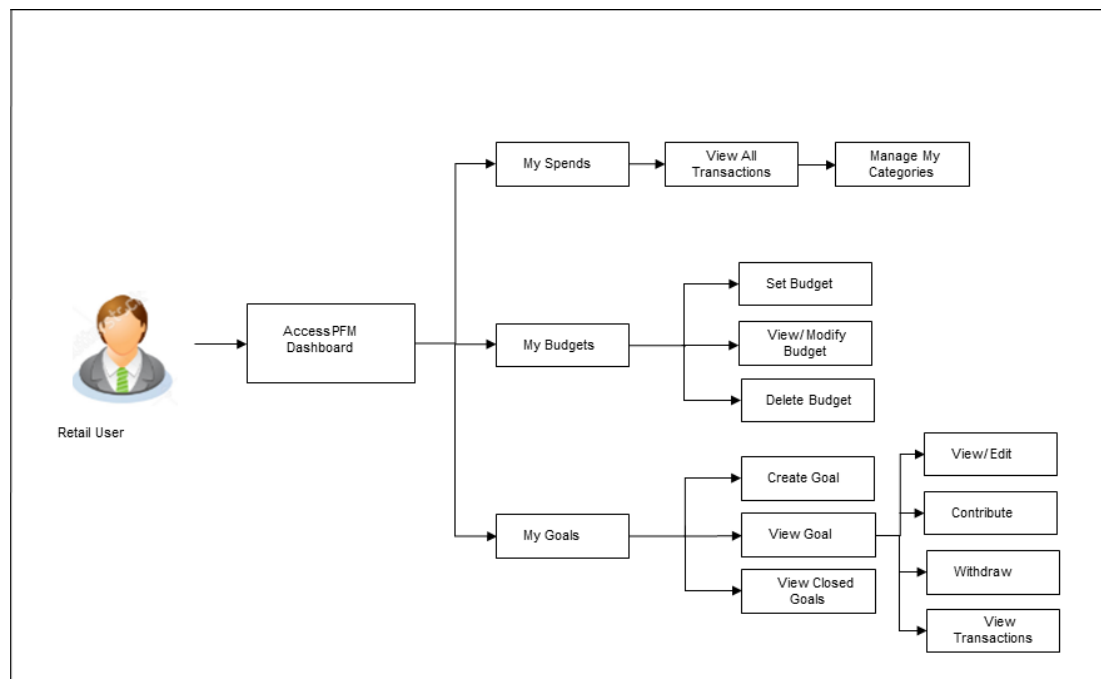 My Spends
View All
Transactions
Manage My
Categories
Set Budget
Access PFM
Dashboard
My Budgets
View/Modify
Budget
Delete Budget
Retail User
View/Edit
Create Goal
Contribute
My Goals
View Goal
Withdraw
View Closed
Goals
View
Transactions